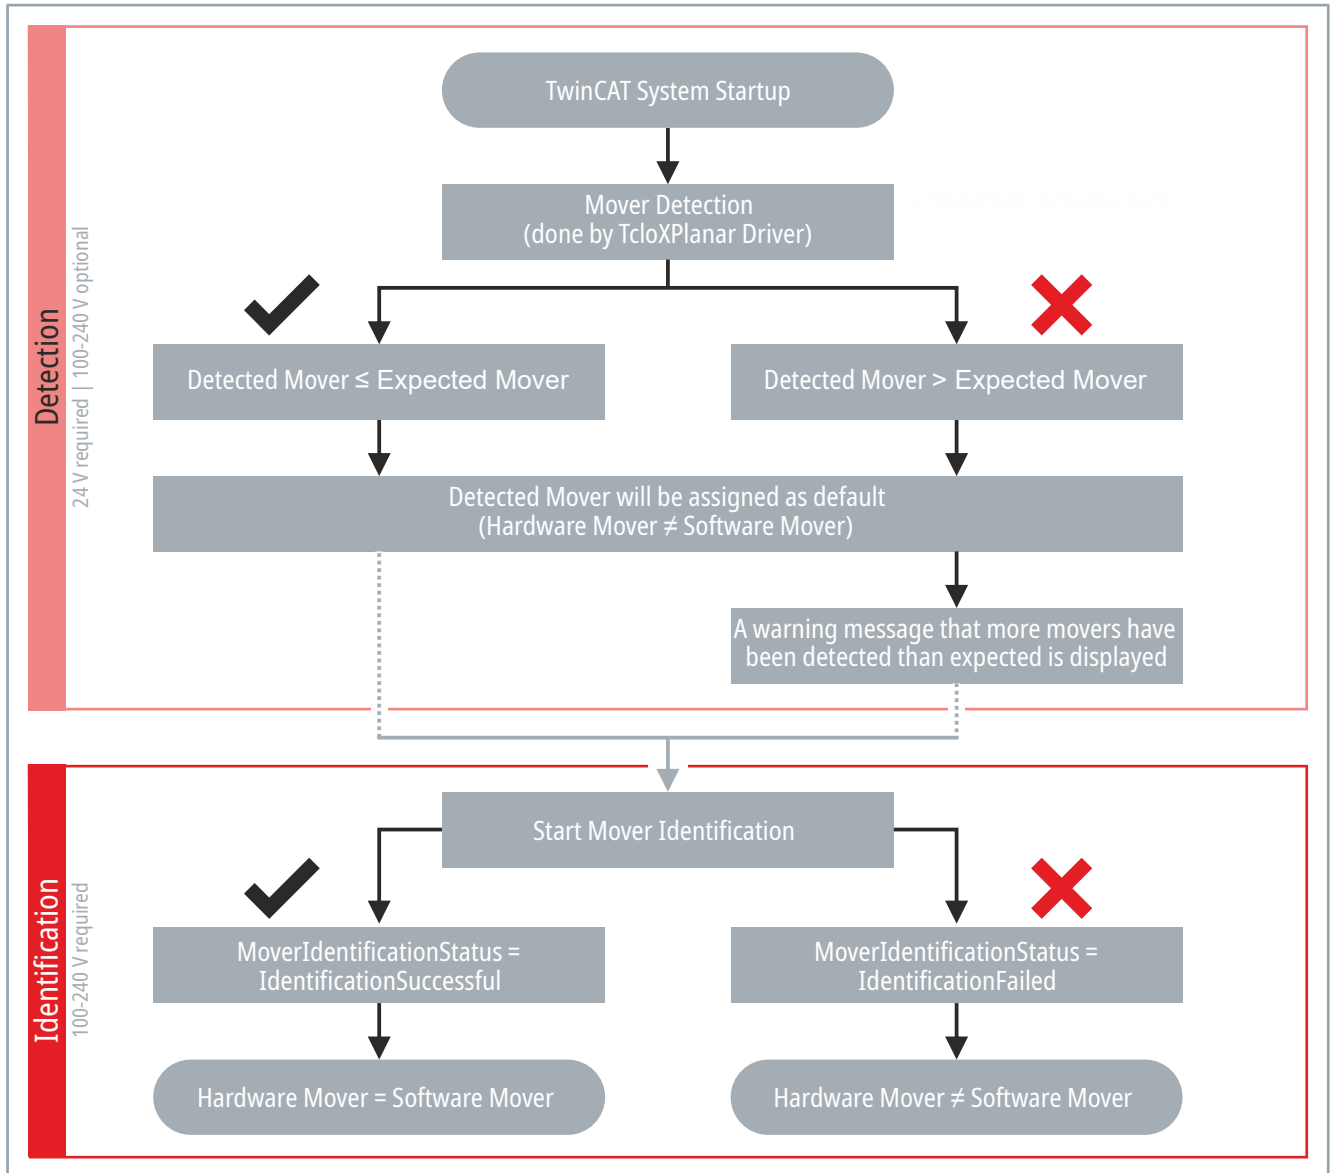 Detection
24 V required | 100-240 V optional
TwinCAT System Startup
Mover Detection
(done by TcIoXPlanar Driver)
Detected Mover ≤ Expected Mover
Detected Mover > Expected Mover
Detected Mover will be assigned as default
(Hardware Mover ≠ Software Mover)
A warning message that more movers have
been detected than expected is displayed
Identification
100-240 V required
Start Mover Identification
MoverIdentificationStatus =
IdentificationSuccessful
MoverIdentificationStatus =
IdentificationFailed
Hardware Mover = Software Mover
Hardware Mover ≠ Software Mover